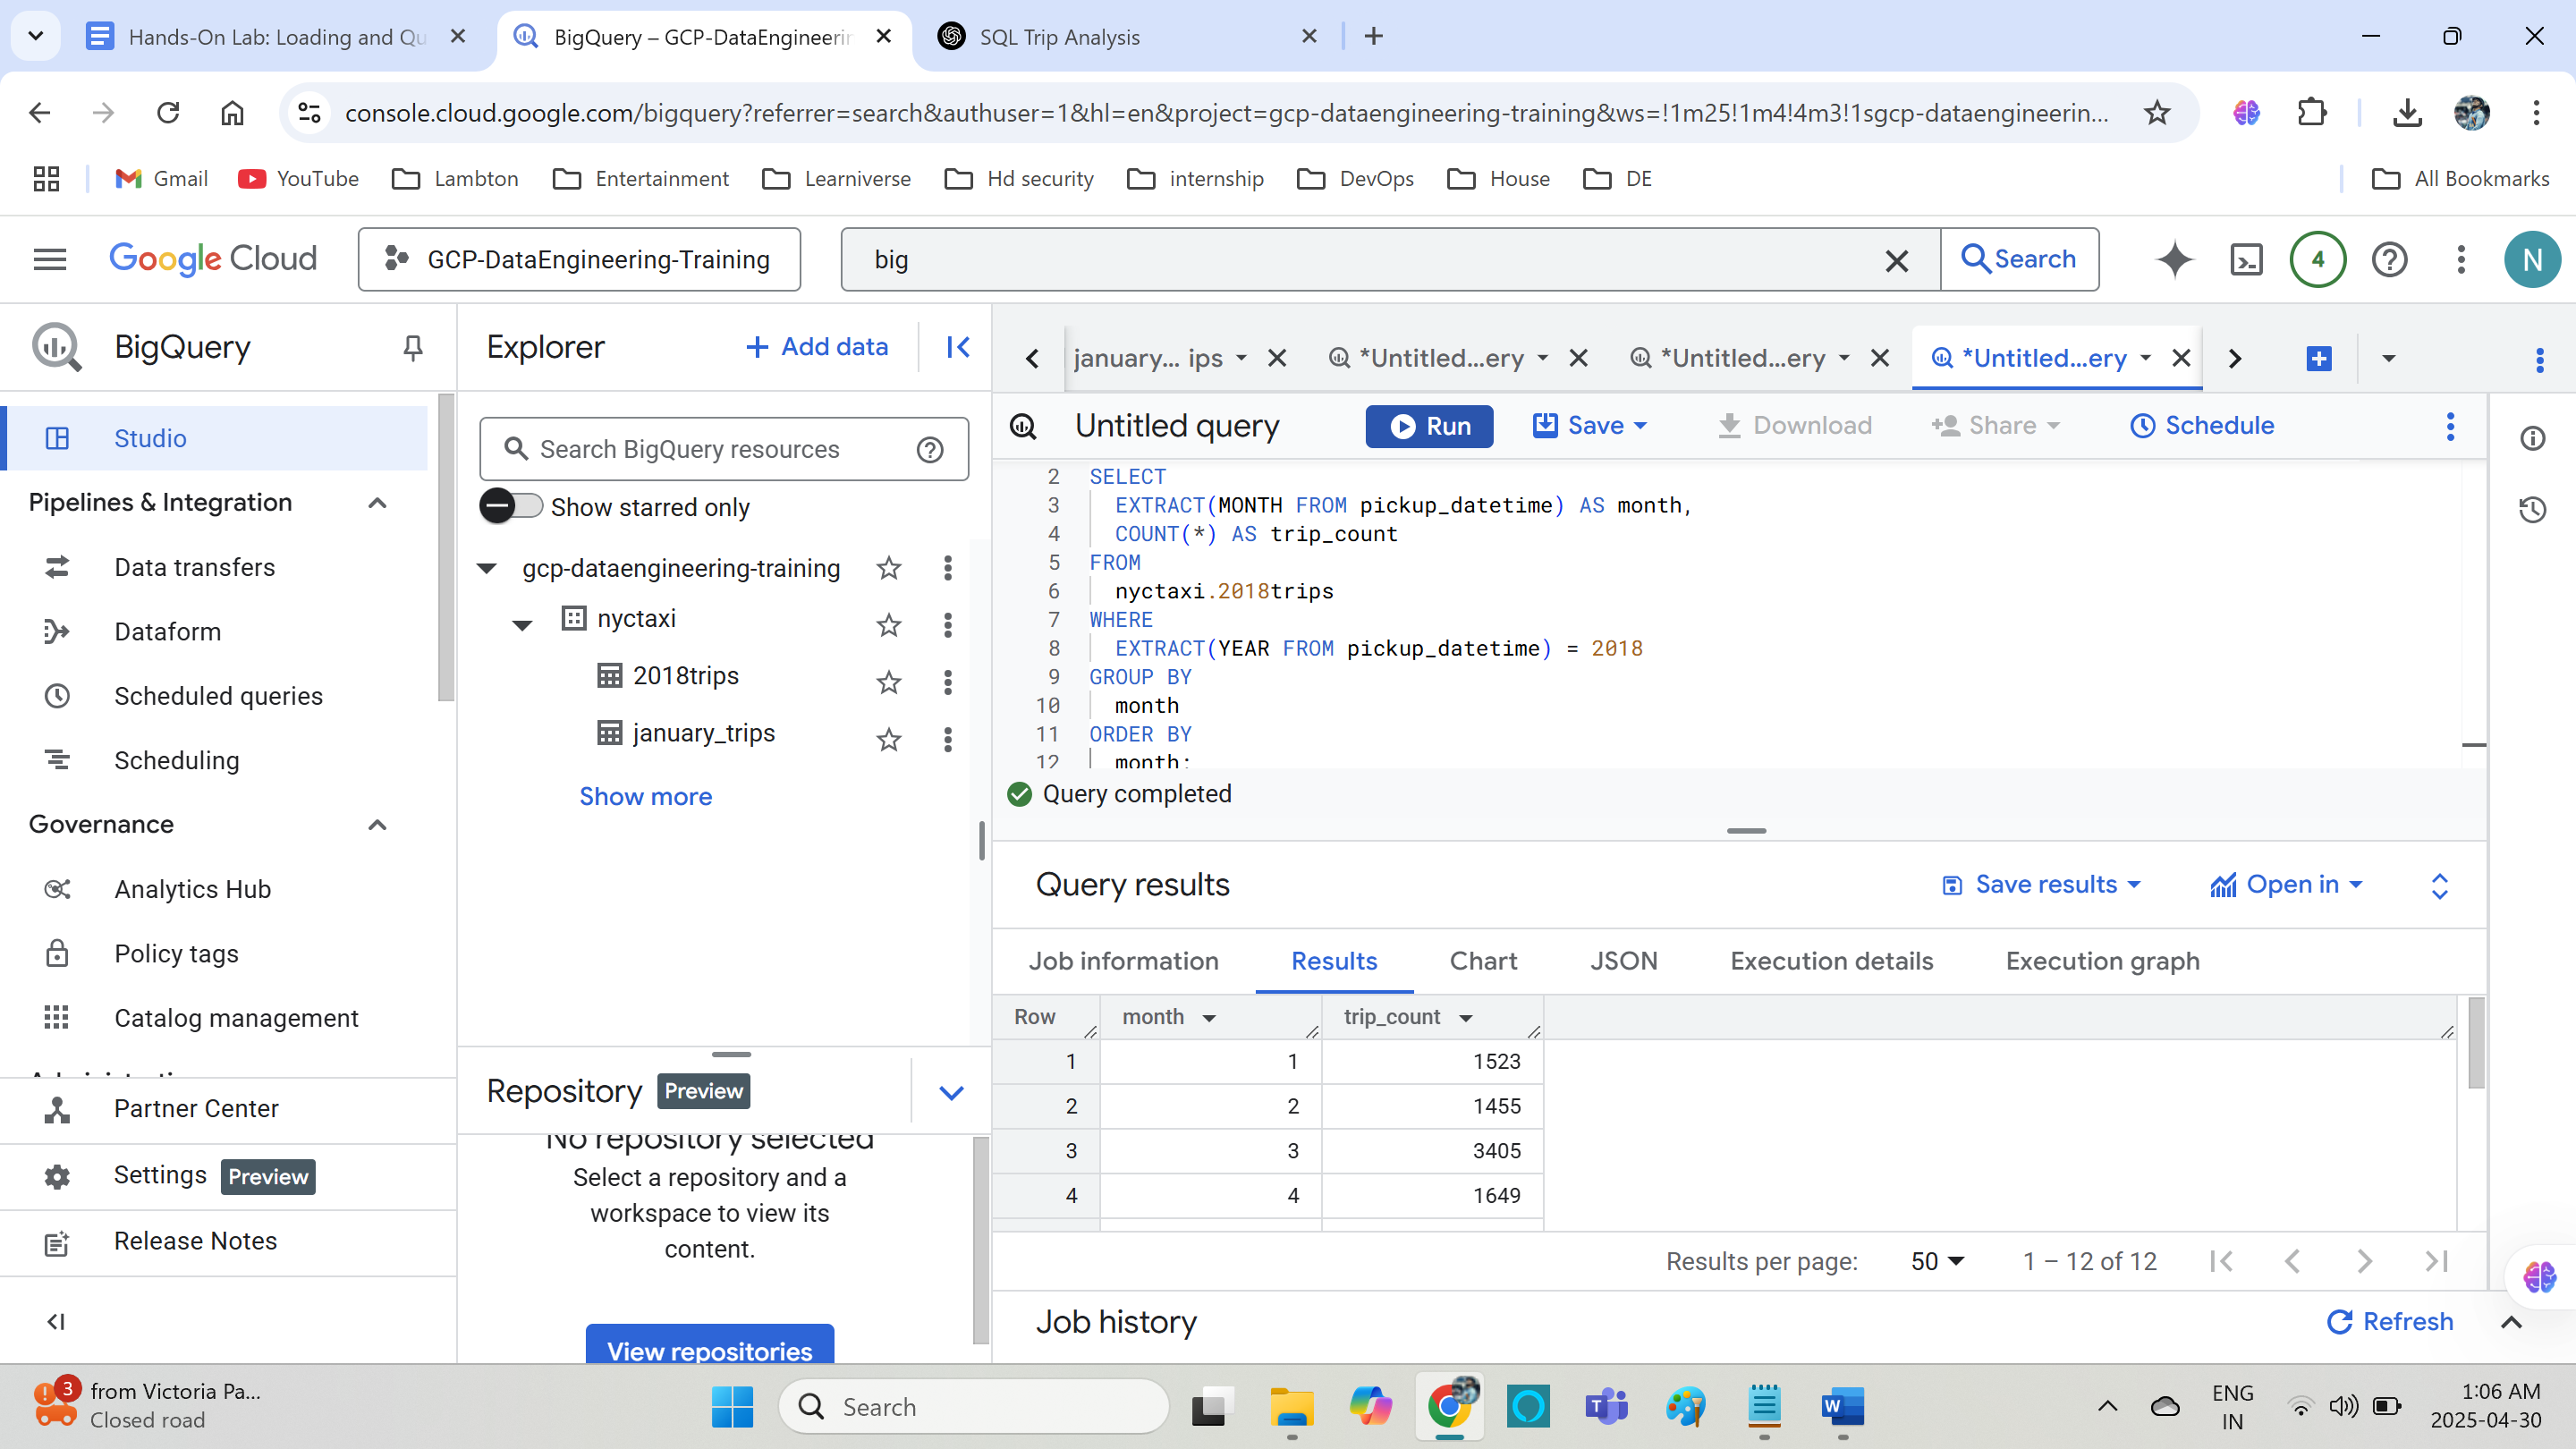 Hands-On Lab: Loading and Qu
BigQuery – GCP-DataEngineerin
SQL Trip Analysis
console.cloud.google.com/bigquery?referrer=search&authuser=1&hl=en&project=gcp-dataengineering-training&ws=!1m25!1m4!4m3!1sgcp-dataengineerin...
Gmail
YouTube
Lambton
Entertainment
Learniverse
Hd security
internship
DevOps
House
DE
All Bookmarks
Google Cloud
GCP-DataEngineering-Training
big
Search
4
N
BigQuery
Studio
Pipelines & Integration
Data transfers
Dataform
Scheduled queries
Scheduling
Governance
Analytics Hub
Policy tags
Catalog management
Partner Center
Settings Preview
Release Notes
Explorer
+ Add data
Search BigQuery resources
Show starred only
gcp-dataengineering-training
nyctaxi
2018trips
january_trips
Show more
Repository Preview
No repository selected
Select a repository and a
workspace to view its
content.
View repositories
january... ips
*Untitled...ery
*Untitled...ery
*Untitled...ery
Untitled query
Run
Save
Download
Share
Schedule
2 SELECT
3 EXTRACT(MONTH FROM pickup_datetime) AS month,
4 COUNT(*) AS trip_count
5 FROM
6 nyctaxi.2018trips
7 WHERE
8 EXTRACT(YEAR FROM pickup_datetime) = 2018
9 GROUP BY
10 month
11 ORDER BY
12 month;
Query completed
Query results
Save results
Open in
Job information
Results
Chart
JSON
Execution details
Execution graph
Row month trip_count
1 1 1523
2 2 1455
3 3 3405
4 4 1649
Results per page: 50 1 – 12 of 12
Job history
Refresh
3
from Victoria Pa...
Closed road
Search
ENG
IN
1:06 AM
2025-04-30